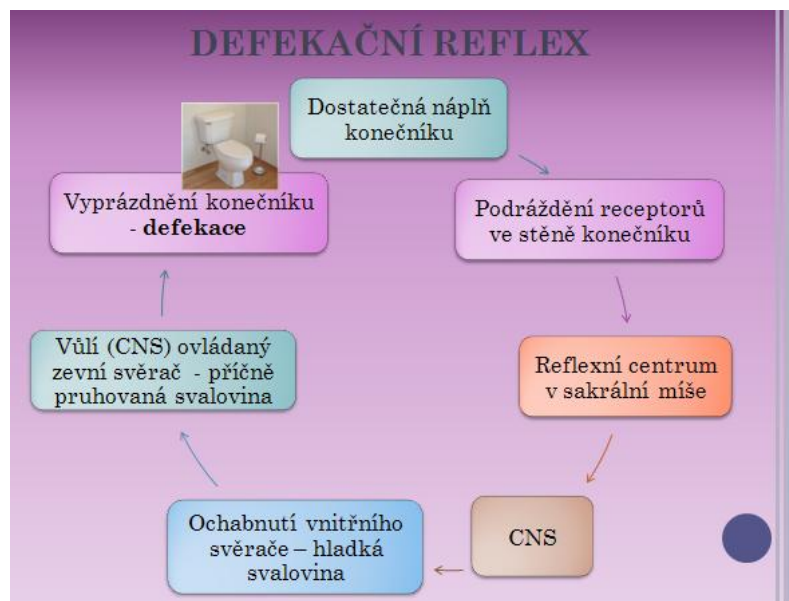 DEFEKAČNÍ REFLEX
Dostatečná náplň
konečníku
Podráždění receptorů
ve stěně konečníku
Reflexní centrum
v sakrální míše
CNS
Ochabnutí vnitřního
svěrače – hladká
svalovina
Vůlí (CNS) ovládaný
zevní svěrač - příčně
pruhovaná svalovina
Vyprázdnění konečníku
- defekace